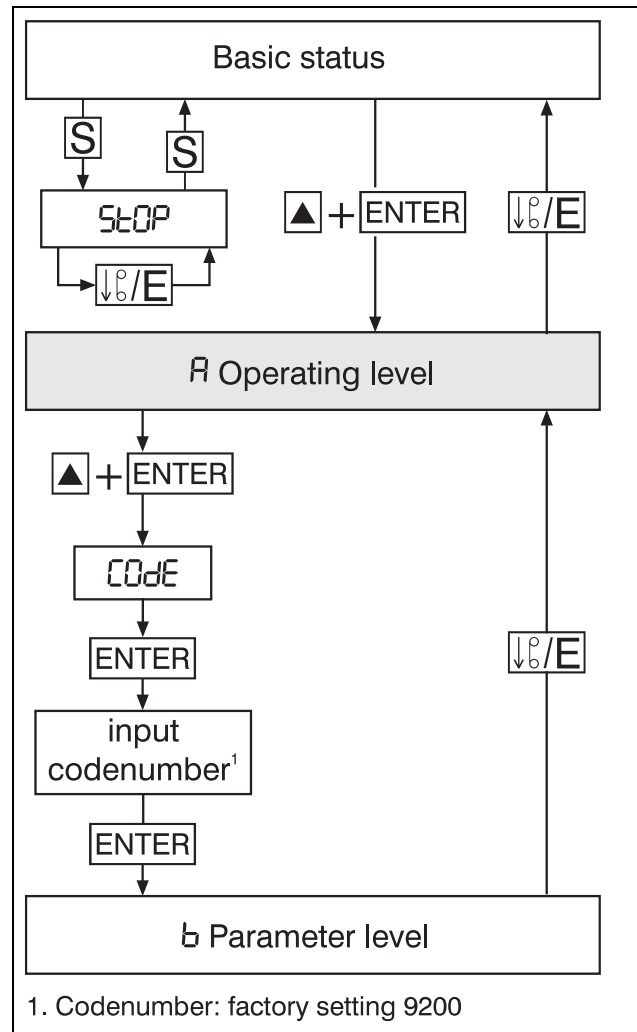 Basic status
S
S
StOP
▲ + ENTER
/E
/E
A Operating level
▲ + ENTER
COdE
ENTER
/E
input
codenumber¹
ENTER
b Parameter level
1. Codenumber: factory setting 9200